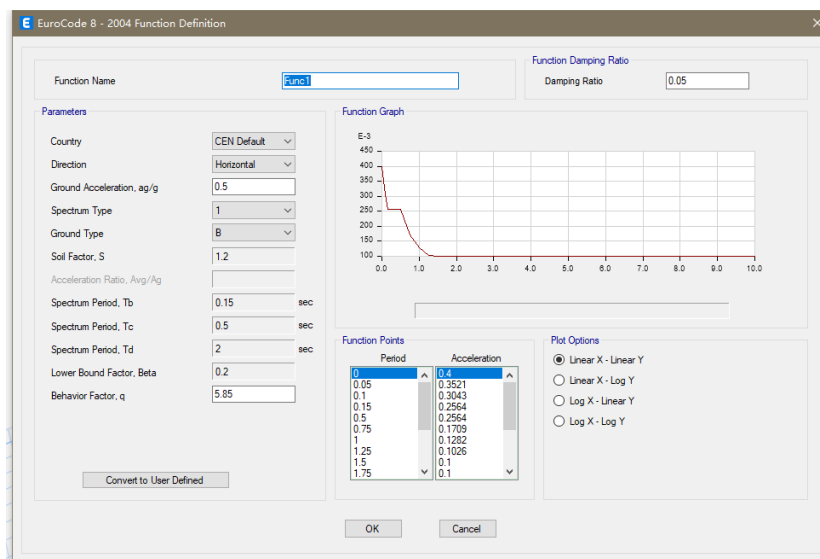 E EuroCode 8 - 2004 Function Definition
Function Name
Func1
Function Damping Ratio
Damping Ratio
0.05
Parameters
Country
CEN Default
Direction
Horizontal
Ground Acceleration, ag/g
0.5
Spectrum Type
1
Ground Type
B
Soil Factor, S
1.2
Acceleration Ratio, Avg/Ag
Spectrum Period, Tb
0.15
sec
Spectrum Period, Tc
0.5
sec
Spectrum Period, Td
2
sec
Lower Bound Factor, Beta
0.2
Behavior Factor, q
5.85
Convert to User Defined
Function Graph
E-3
450
400
350
300
250
200
150
100
0.0 1.0 2.0 3.0 4.0 5.0 6.0 7.0 8.0 9.0 10.0
Function Points
Period Acceleration
0 0.4
0.05 0.3521
0.1 0.3043
0.15 0.2564
0.5 0.2564
0.75 0.1709
1 0.1282
1.25 0.1026
1.5 0.1
1.75 0.1
Plot Options
Linear X - Linear Y
Linear X - Log Y
Log X - Linear Y
Log X - Log Y
OK
Cancel